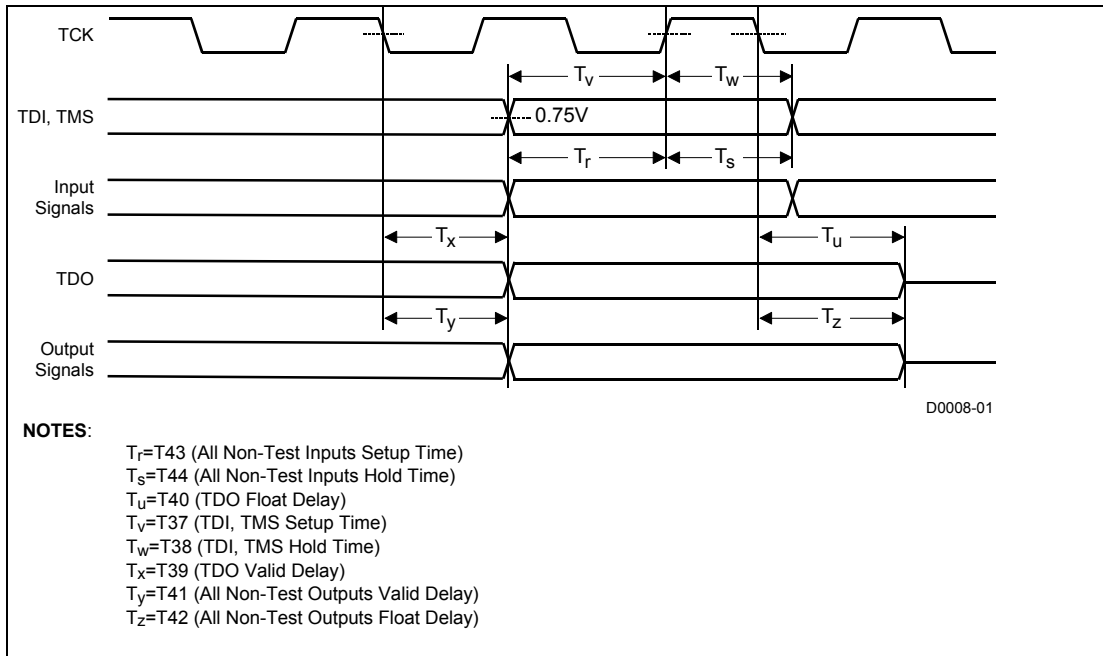 TCK
Tv
Tw
TDI, TMS
0.75V
Tr
Ts
Input
Signals
Tx
Tu
TDO
Ty
Tz
Output
Signals
D0008-01
NOTES:
Tr=T43 (All Non-Test Inputs Setup Time)
Ts=T44 (All Non-Test Inputs Hold Time)
Tu=T40 (TDO Float Delay)
Tv=T37 (TDI, TMS Setup Time)
Tw=T38 (TDI, TMS Hold Time)
Tx=T39 (TDO Valid Delay)
Ty=T41 (All Non-Test Outputs Valid Delay)
Tz=T42 (All Non-Test Outputs Float Delay)